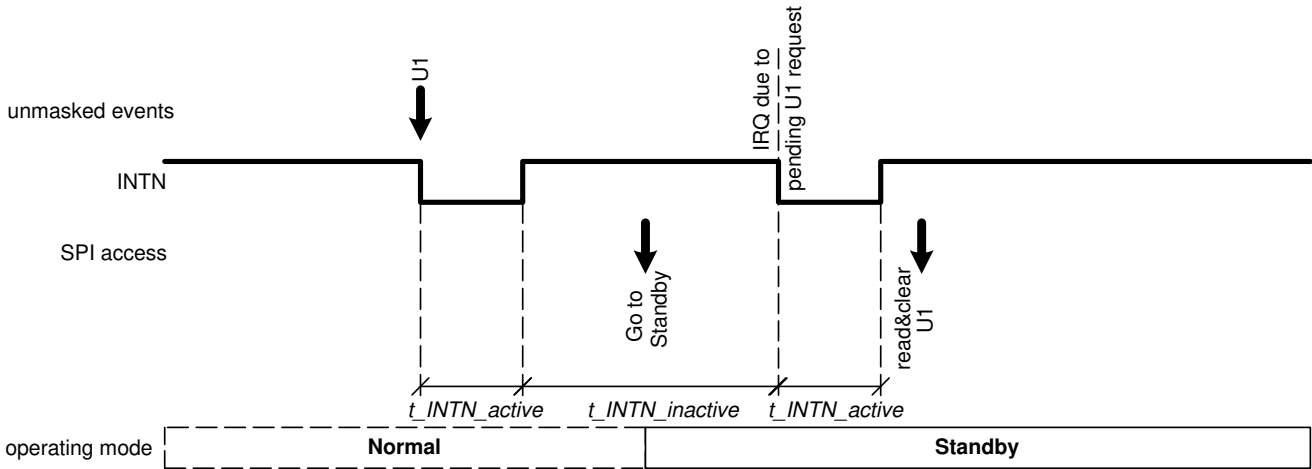 U1
IRQ due to
pending U1 request
unmasked events
INTN
SPI access
Go to
Standby
read&clear
U1
t_INTN_active
t_INTN_inactive
t_INTN_active
operating mode
Normal
Standby